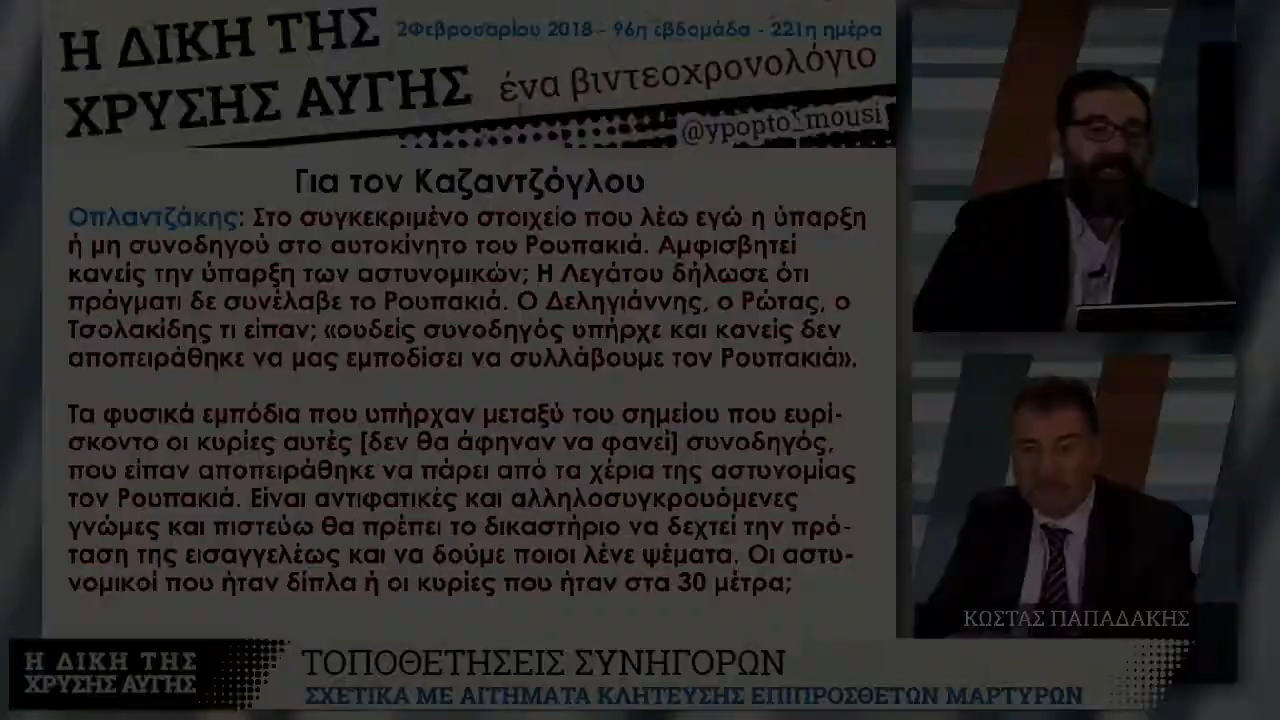 Η ΔΙΚΗ ΤΗΣ
ΧΡΥΣΗΣ ΑΥΓΗΣ
2Φεβρουαρίου 2018 - 96η εβδομάδα - 221η ημέρα
ένα βιντεοχρονολόγιο
@ypopto_mousi
Για τον Καζαντζόγλου
Οπλαντζάκης: Στο συγκεκριμένο στοιχείο που λέω εγώ η ύπαρξη
ή μη συνοδηγού στο αυτοκίνητο του Ρουπακιά. Αμφισβητεί
κανείς την ύπαρξη των αστυνομικών; Η Λεγάτου δήλωσε ότι
πράγματι δε συνέλαβε το Ρουπακιά. Ο Δεληγιάννης, ο Ρώτας, ο
Τσολακίδης τι είπαν; «ουδείς συνοδηγός υπήρχε και κανείς δεν
αποπειράθηκε να μας εμποδίσει να συλλάβουμε τον Ρουπακιά».
Τα φυσικά εμπόδια που υπήρχαν μεταξύ του σημείου που ευρί-
σκοντο οι κυρίες αυτές [δεν θα άφηναν να φανεί] συνοδηγός,
που είπαν αποπειράθηκε να πάρει από τα χέρια της αστυνομίας
τον Ρουπακιά. Είναι αντιφατικές και αλληλοσυγκρουόμενες
γνώμες και πιστεύω θα πρέπει το δικαστήριο να δεχτεί την πρό-
ταση της εισαγγελέως και να δούμε ποιοι λένε ψέματα. Οι αστυ-
νομικοί που ήταν δίπλα ή οι κυρίες που ήταν στα 30 μέτρα;
ΚΩΣΤΑΣ ΠΑΠΑΔΑΚΗΣ
Η ΔΙΚΗ ΤΗΣ
ΧΡΥΣΗΣ ΑΥΓΗΣ
ΤΟΠΟΘΕΤΗΣΕΙΣ ΣΥΝΗΓΟΡΩΝ
ΣΧΕΤΙΚΑ ΜΕ ΑΙΤΗΜΑΤΑ ΚΛΗΤΕΥΣΗΣ ΕΠΙΠΡΟΣΘΕΤΩΝ ΜΑΡΤΥΡΩΝ